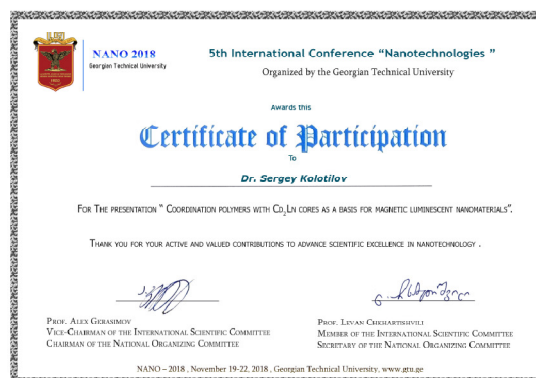 NANO 2018
Georgian Technical University
5th International Conference “Nanotechnologies ”
Organized by the Georgian Technical University
Awards this
Certificate of Participation
To
Dr. Sergey Kolotilov
For The presentation “ Coordination polymers with Cd2Ln cores as a basis for magnetic luminescent nanomaterials”.
Thank you for your active and valued contributions to advance scientific excellence in nanotechnology .
Prof. Alex Gerasimov
Vice-Chairman of the International Scientific Committee
Chairman of the National Organizing Committee
Prof. Levan Chkhartishvili
Member of the International Scientific Committee
Secretary of the National Organizing Committee
NANO – 2018 , November 19-22, 2018 , Georgian Technical University, www.gtu.ge